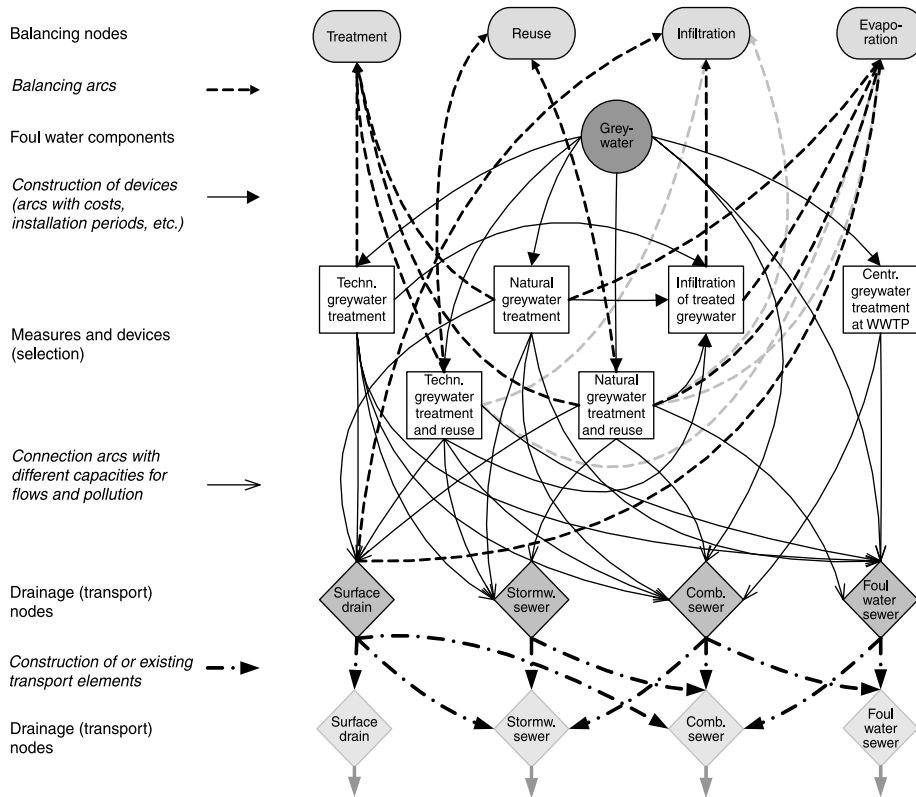 Balancing nodes
Treatment
Reuse
Infiltration
Evapo-
ration
Balancing arcs
Foul water components
Grey-
water
Construction of devices
(arcs with costs,
installation periods, etc.)
Techn.
greywater
treatment
Natural
greywater
treatment
Infiltration
of treated
greywater
Centr.
greywater
treatment
at WWTP
Measures and devices
(selection)
Techn.
greywater
treatment
and reuse
Natural
greywater
treatment
and reuse
Connection arcs with
different capacities for
flows and pollution
Drainage (transport)
nodes
Surface
drain
Stormw.
sewer
Comb.
sewer
Foul
water
sewer
Construction of or existing
transport elements
Drainage (transport)
nodes
Surface
drain
Stormw.
sewer
Comb.
sewer
Foul
water
sewer